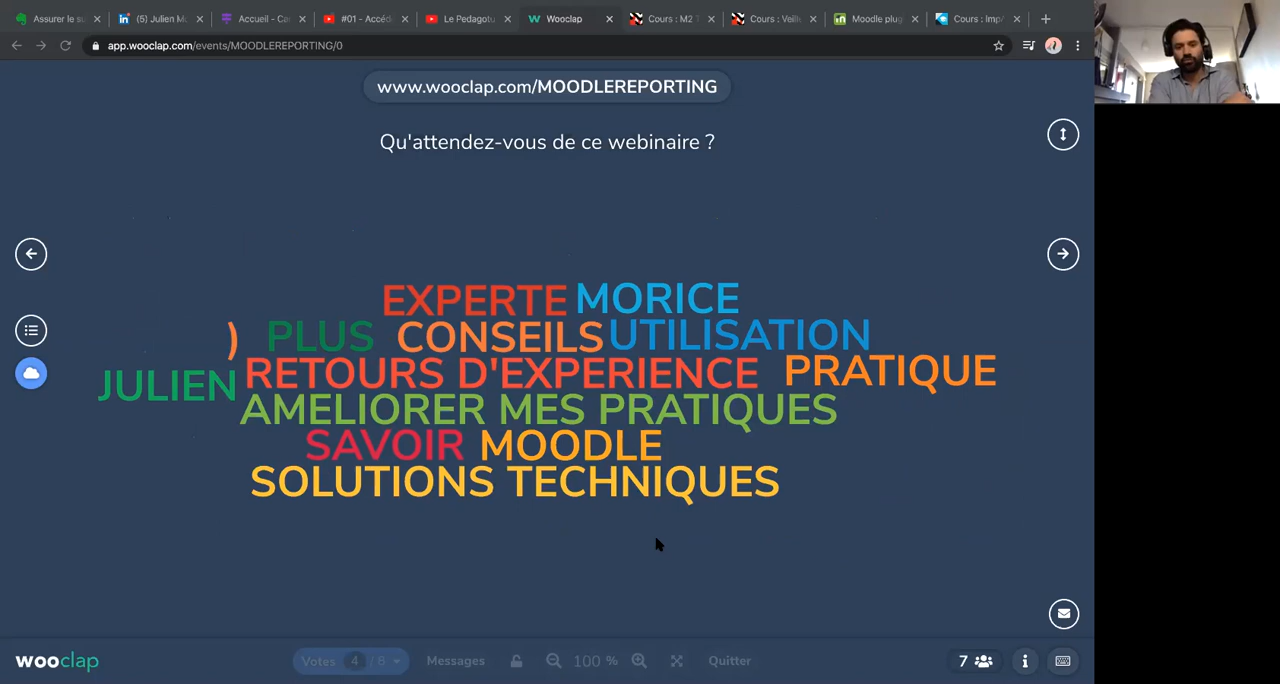 Assurer le su
(5) Julien M
Accueil - Ca
#01 - Accéd
Le Pedagotu
Wooclap
Cours : M2
Cours : Veill
Moodle plug
Cours : Imp/
app.wooclap.com/events/MOODLEREPORTING/0
www.wooclap.com/MOODLEREPORTING
Qu'attendez-vous de ce webinaire ?
EXPERTE MORICE
) PLUS CONSEILS UTILISATION
JULIEN RETOURS D'EXPERIENCE PRATIQUE
AMELIORER MES PRATIQUES
SAVOIR MOODLE
SOLUTIONS TECHNIQUES
wooclap
Votes 4 / 8
Messages
100 %
Quitter
7